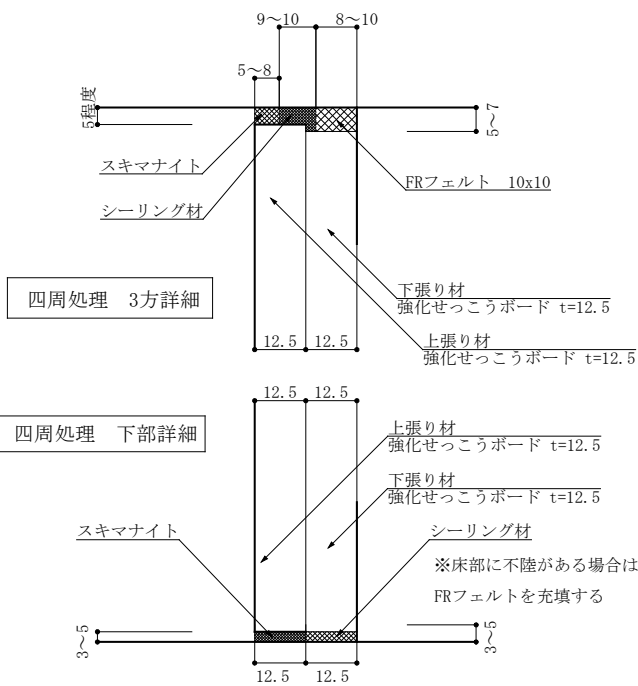 9～10
8～10
5～8
5程度
5～7
スキマナイト
シーリング材
FRフェルト　10x10
四周処理　3方詳細
下張り材
強化せっこうボード t=12.5
上張り材
強化せっこうボード t=12.5
12.5
12.5
12.5
12.5
四周処理　下部詳細
上張り材
強化せっこうボード t=12.5
下張り材
強化せっこうボード t=12.5
スキマナイト
シーリング材
※床部に不陸がある場合は
FRフェルトを充填する
3～5
3～5
12.5
12.5